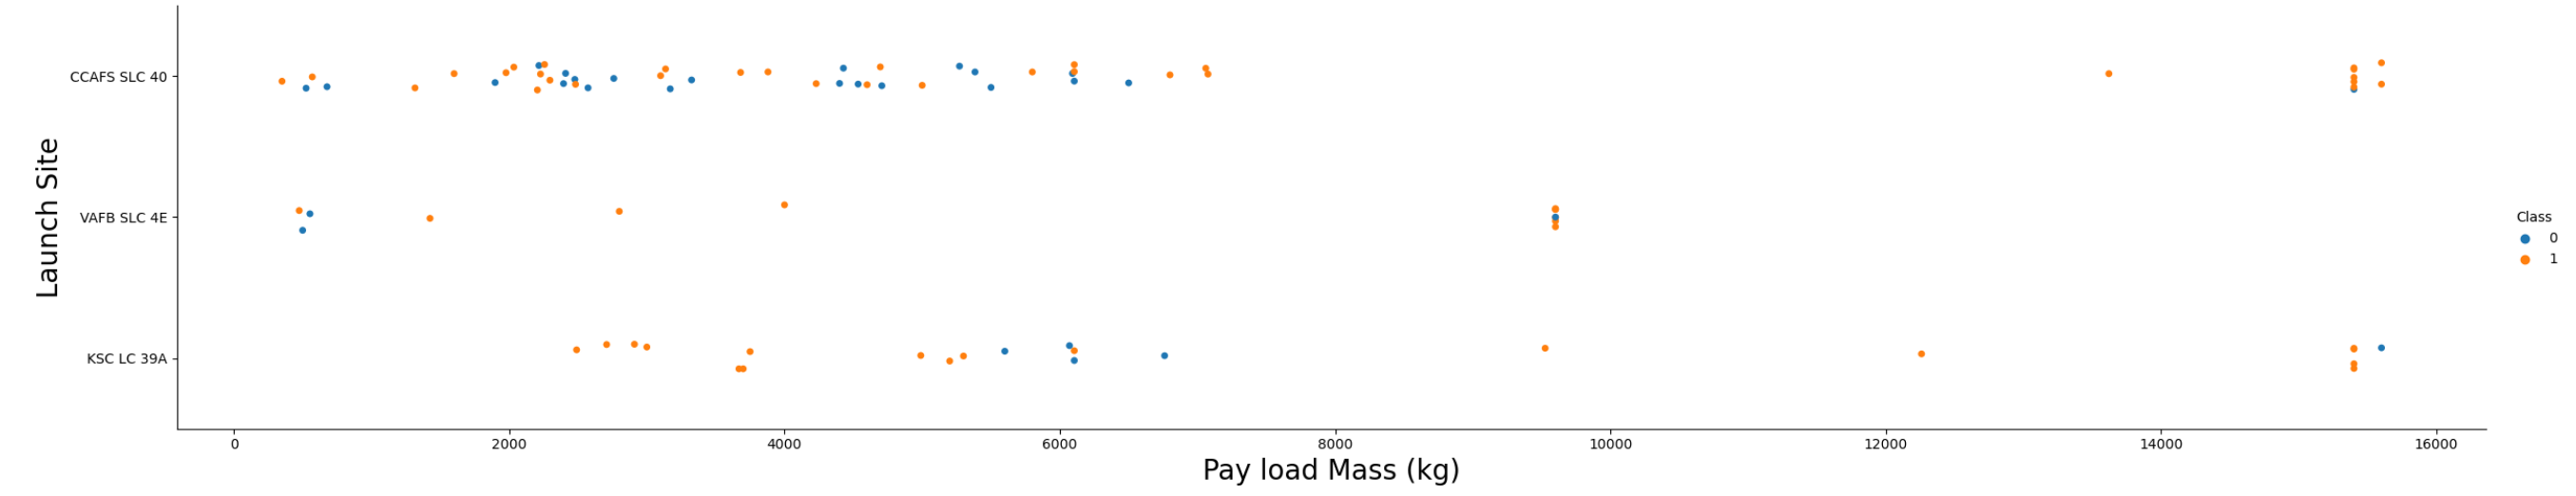 CCAFS SLC 40
VAFB SLC 4E
KSC LC 39A
Launch Site
0 2000 4000 6000 8000 10000 12000 14000 16000
Pay load Mass (kg)
Class
0
1